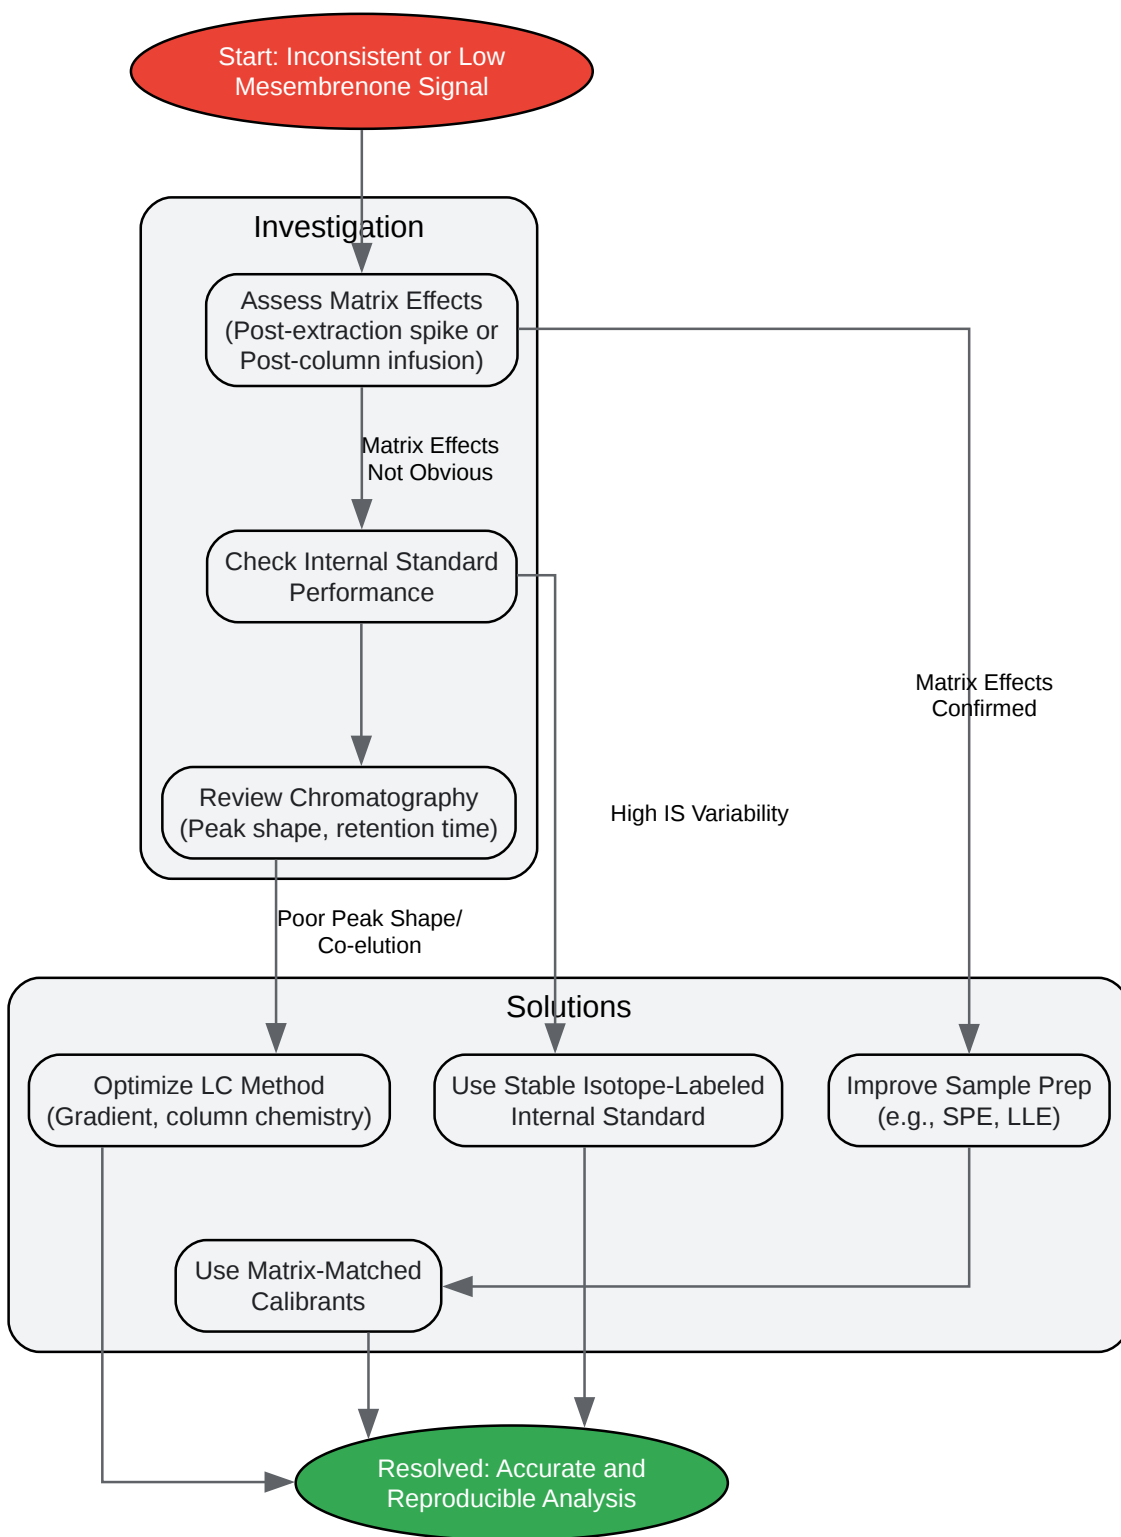 Start: Inconsistent or Low
Mesembrenone Signal
Investigation
Assess Matrix Effects
(Post-extraction spike or
Post-column infusion)
Matrix Effects
Not Obvious
Check Internal Standard
Performance
Matrix Effects
Confirmed
Review Chromatography
(Peak shape, retention time)
High IS Variability
Poor Peak Shape/
Co-elution
Solutions
Optimize LC Method
(Gradient, column chemistry)
Use Stable Isotope-Labeled
Internal Standard
Improve Sample Prep
(e.g., SPE, LLE)
Use Matrix-Matched
Calibrants
Resolved: Accurate and
Reproducible Analysis